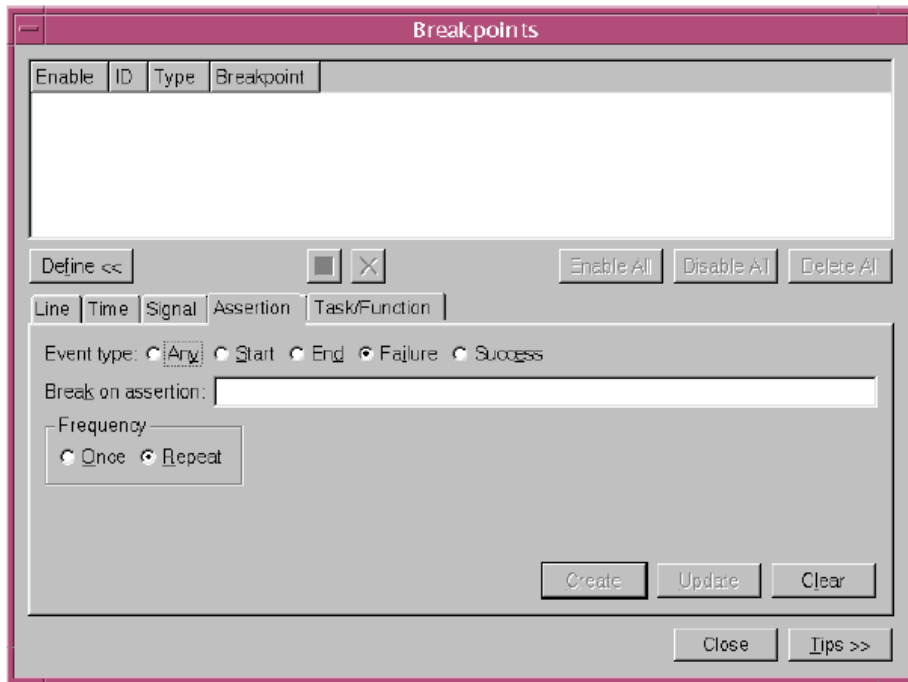 Breakpoints
Enable ID Type Breakpoint
Define << Enable All Disable All Delete All
Line Time Signal Assertion Task/Function
Event type: Any Start End Failure Success
Break on assertion:
Frequency
Once Repeat
Create Update Clear
Close Tips >>